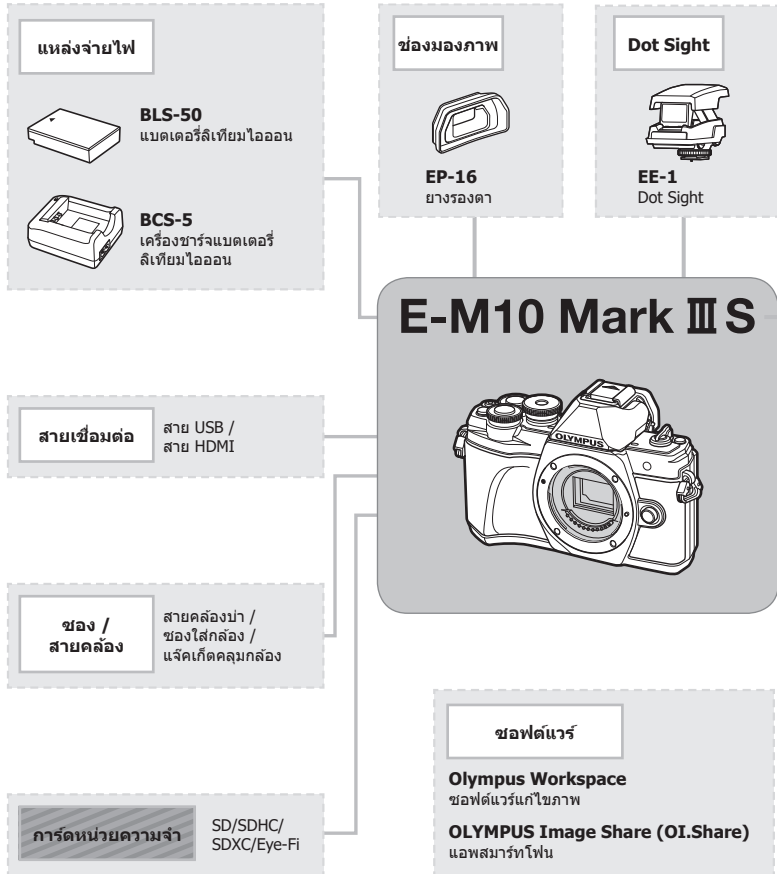 แหล่งจ่ายไฟ
BLS-50
แบตเตอรี่ลิเทียมไอออน
BCS-5
เครื่องชาร์จแบตเตอรี่
ลิเทียมไอออน
ช่องมองภาพ
EP-16
ยางรองตา
Dot Sight
EE-1
Dot Sight
E-M10 Mark III S
OLYMPUS
สายเชื่อมต่อ
สาย USB /
สาย HDMI
ซอง /
สายคล้อง
สายคล้องบ่า /
ซองใส่กล้อง /
แจ๊คเก็ตคลุมกล้อง
การ์ดหน่วยความจำ
SD/SDHC/
SDXC/Eye-Fi
ซอฟต์แวร์
Olympus Workspace
ซอฟต์แวร์แก้ไขภาพ
OLYMPUS Image Share (OI.Share)
แอพสมาร์ทโฟน